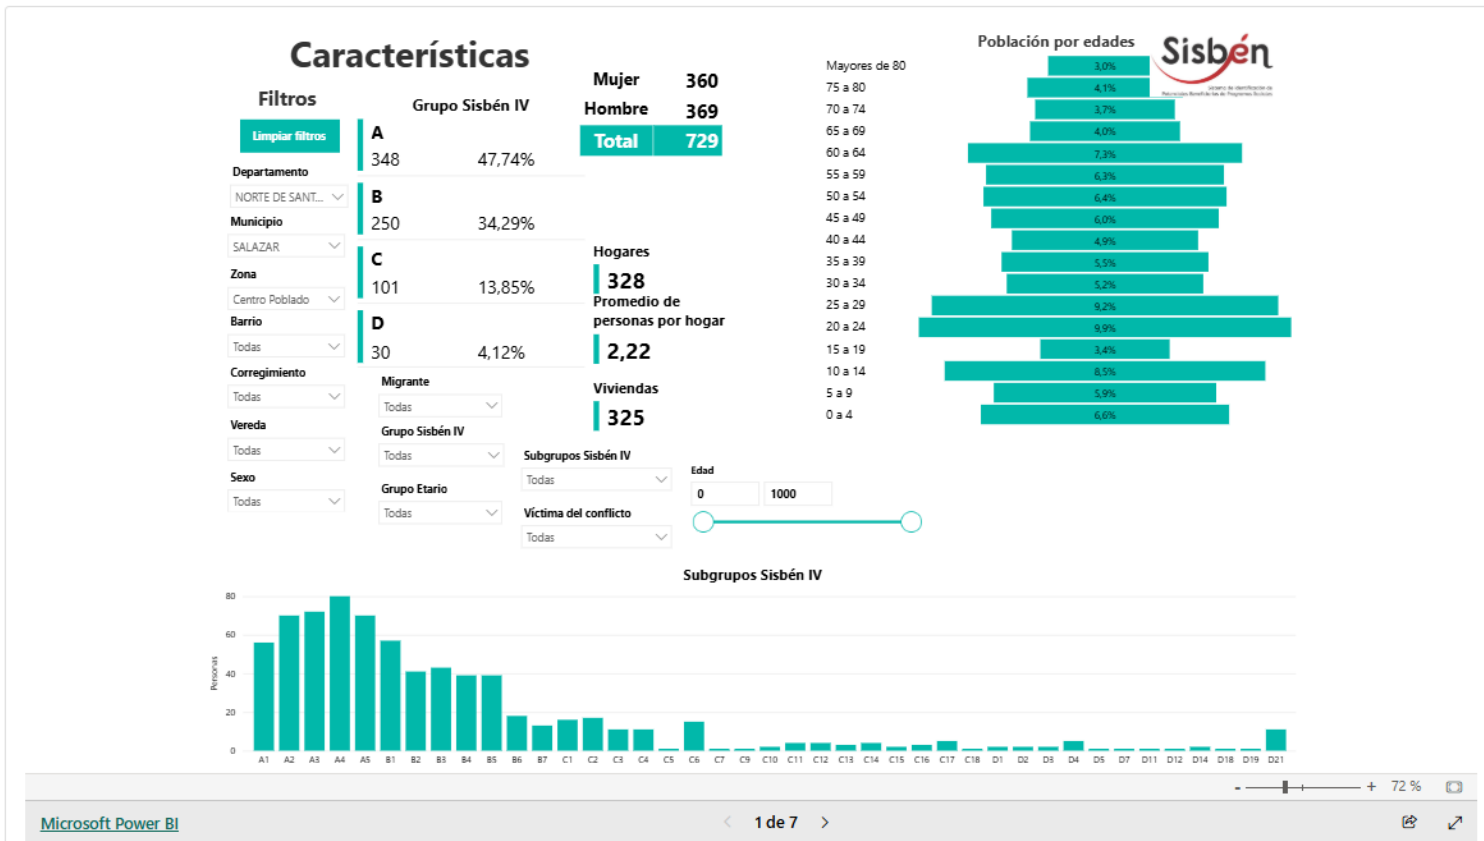 Característícas
Filtros
Limpiar filtros
Departamento
NORTE DE SANT...
Municipio
SALAZAR
Zona
Centro Poblado
Barrio
Todas
Corregimiento
Todas
Vereda
Todas
Sexo
Todas
Grupo Sisbén IV
A
348 47,74%
B
250 34,29%
C
101 13,85%
D
30 4,12%
Migrante
Todas
Grupo Sisbén IV
Todas
Grupo Etario
Todas
Mujer 360
Hombre 369
Total 729
Hogares
328
Promedio de
personas por hogar
2,22
Viviendas
325
Subgrupos Sisbén IV
Todas
Víctima del conflicto
Todas
Edad
0 1000
Población por edades
Sisbén
Sistema de Identificación de
Potenciales Beneficiarios de Programas Sociales
Mayores de 80 3,0%
75 a 80 4,1%
70 a 74 3,7%
65 a 69 4,0%
60 a 64 7,3%
55 a 59 6,3%
50 a 54 6,4%
45 a 49 6,0%
40 a 44 4,9%
35 a 39 5,5%
30 a 34 5,2%
25 a 29 9,2%
20 a 24 9,9%
15 a 19 3,4%
10 a 14 8,5%
5 a 9 5,9%
0 a 4 6,6%
Subgrupos Sisbén IV
Personas
80
60
40
20
0
A1 A2 A3 A4 A5 B1 B2 B3 B4 B5 B6 B7 C1 C2 C3 C4 C5 C6 C7 C9 C10 C11 C12 C13 C14 C15 C16 C17 C18 D1 D2 D3 D4 D5 D7 D11 D12 D14 D18 D19 D21
- + 72 %
Microsoft Power BI
1 de 7